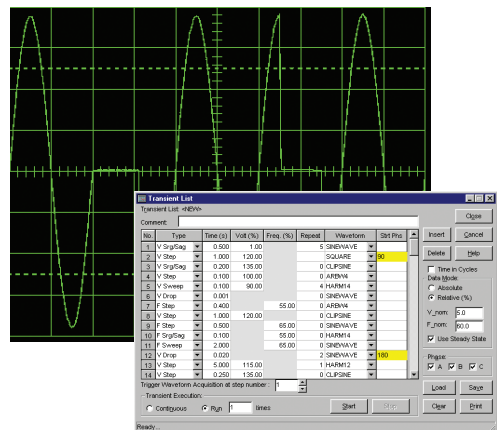 Transient List
Transient List: <NEW>
Close
Comment:
No. Type Time (s) Volt (%) Freq. (%) Repeat Waveform Strt Phs
Insert Cancel
1 V Srg/Sag 0.500 1.00 5 SINEWAVE
2 V Step 1.000 120.00 SQUARE 90
Delete Help
3 V Srg/Sag 0.200 135.00 0 CLIPSINE
4 V Step 0.100 100.00 0 ARBW4
Time in Cycles
5 V Sweep 0.100 90.00 4 HARM14
Data Mode:
6 V Drop 0.001 0 SINEWAVE
Absolute
7 F Step 0.400 55.00 0 ARBW4
Relative (%)
8 V Step 1.000 120.00 0 CLIPSINE
V_nom: 5.0
9 F Step 0.500 65.00 0 SINEWAVE
F_nom: 60.0
10 F Srg/Sag 0.100 55.00 0 HARM14
11 F Sweep 2.000 65.00 0 SINEWAVE
Use Steady State
12 V Drop 0.020 2 SINEWAVE 180
Phase:
13 V Step 5.000 115.00 1 HARM12
A B C
14 V Step 0.250 135.00 0 CLIPSINE
Trigger Waveform Acquisition at step number: 1
Load Save
Transient Execution:
Continuous Run 1 times Start Stop
Clear Print
Ready...